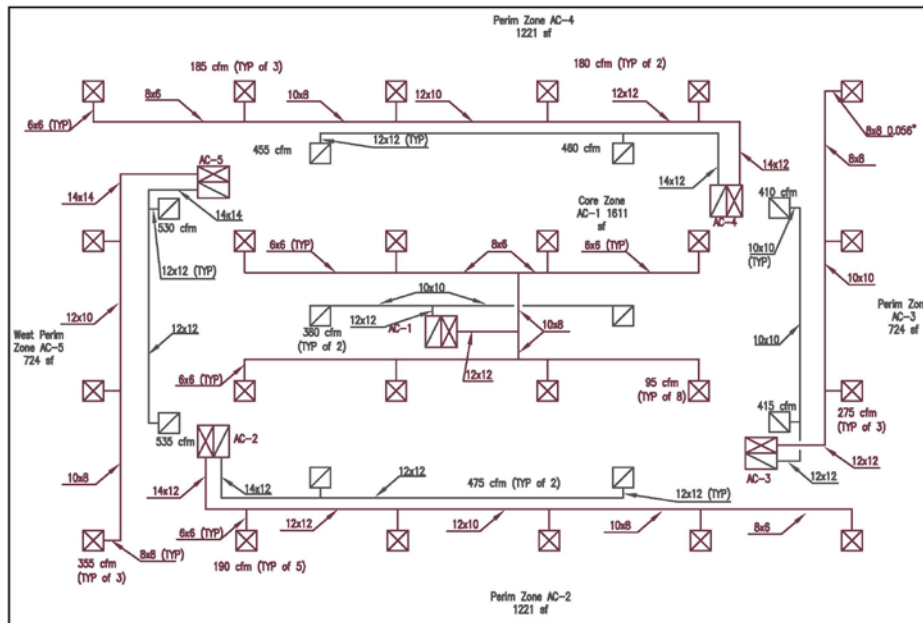 Perim Zone AC-4
1221 sf
185 cfm (TYP of 3)
180 cfm (TYP of 2)
8x6
10x8
12x10
12x12
6x6 (TYP)
8x8 0.056"
455 cfm
12x12 (TYP)
460 cfm
8x8
AC-5
14x12
14x12
14x14
14x14
Core Zone
AC-1 1611
sf
AC-4
410 cfm
530 cfm
12x12 (TYP)
6x6 (TYP)
8x6
6x6 (TYP)
10x10
(TYP)
10x10
10x10
12x10
12x12
380 cfm
(TYP of 2)
12x12
AC-1
10x8
12x12
West Perim
Zone AC-5
724 sf
Perim Zone
AC-3
724 sf
10x10
6x6 (TYP)
95 cfm
(TYP of 8)
415 cfm
275 cfm
(TYP of 3)
535 cfm
AC-2
AC-3
12x12
12x12
10x8
14x12
14x12
12x12
475 cfm (TYP of 2)
12x12 (TYP)
6x6 (TYP)
12x12
12x10
10x8
8x6
355 cfm
(TYP of 3)
8x8 (TYP)
190 cfm (TYP of 5)
Perim Zone AC-2
1221 sf